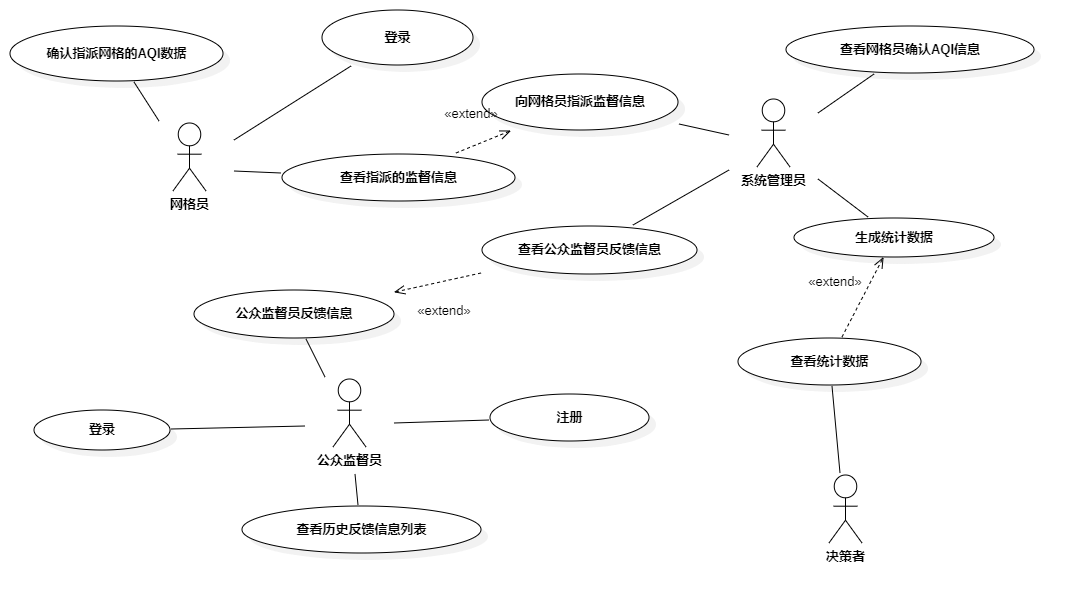 登录
查看网格员确认AQI信息
确认指派网格的AQI数据
向网格员指派监督信息
«extend»
查看指派的监督信息
系统管理员
网格员
生成统计数据
查看公众监督员反馈信息
«extend»
公众监督员反馈信息
«extend»
查看统计数据
注册
登录
公众监督员
查看历史反馈信息列表
决策者